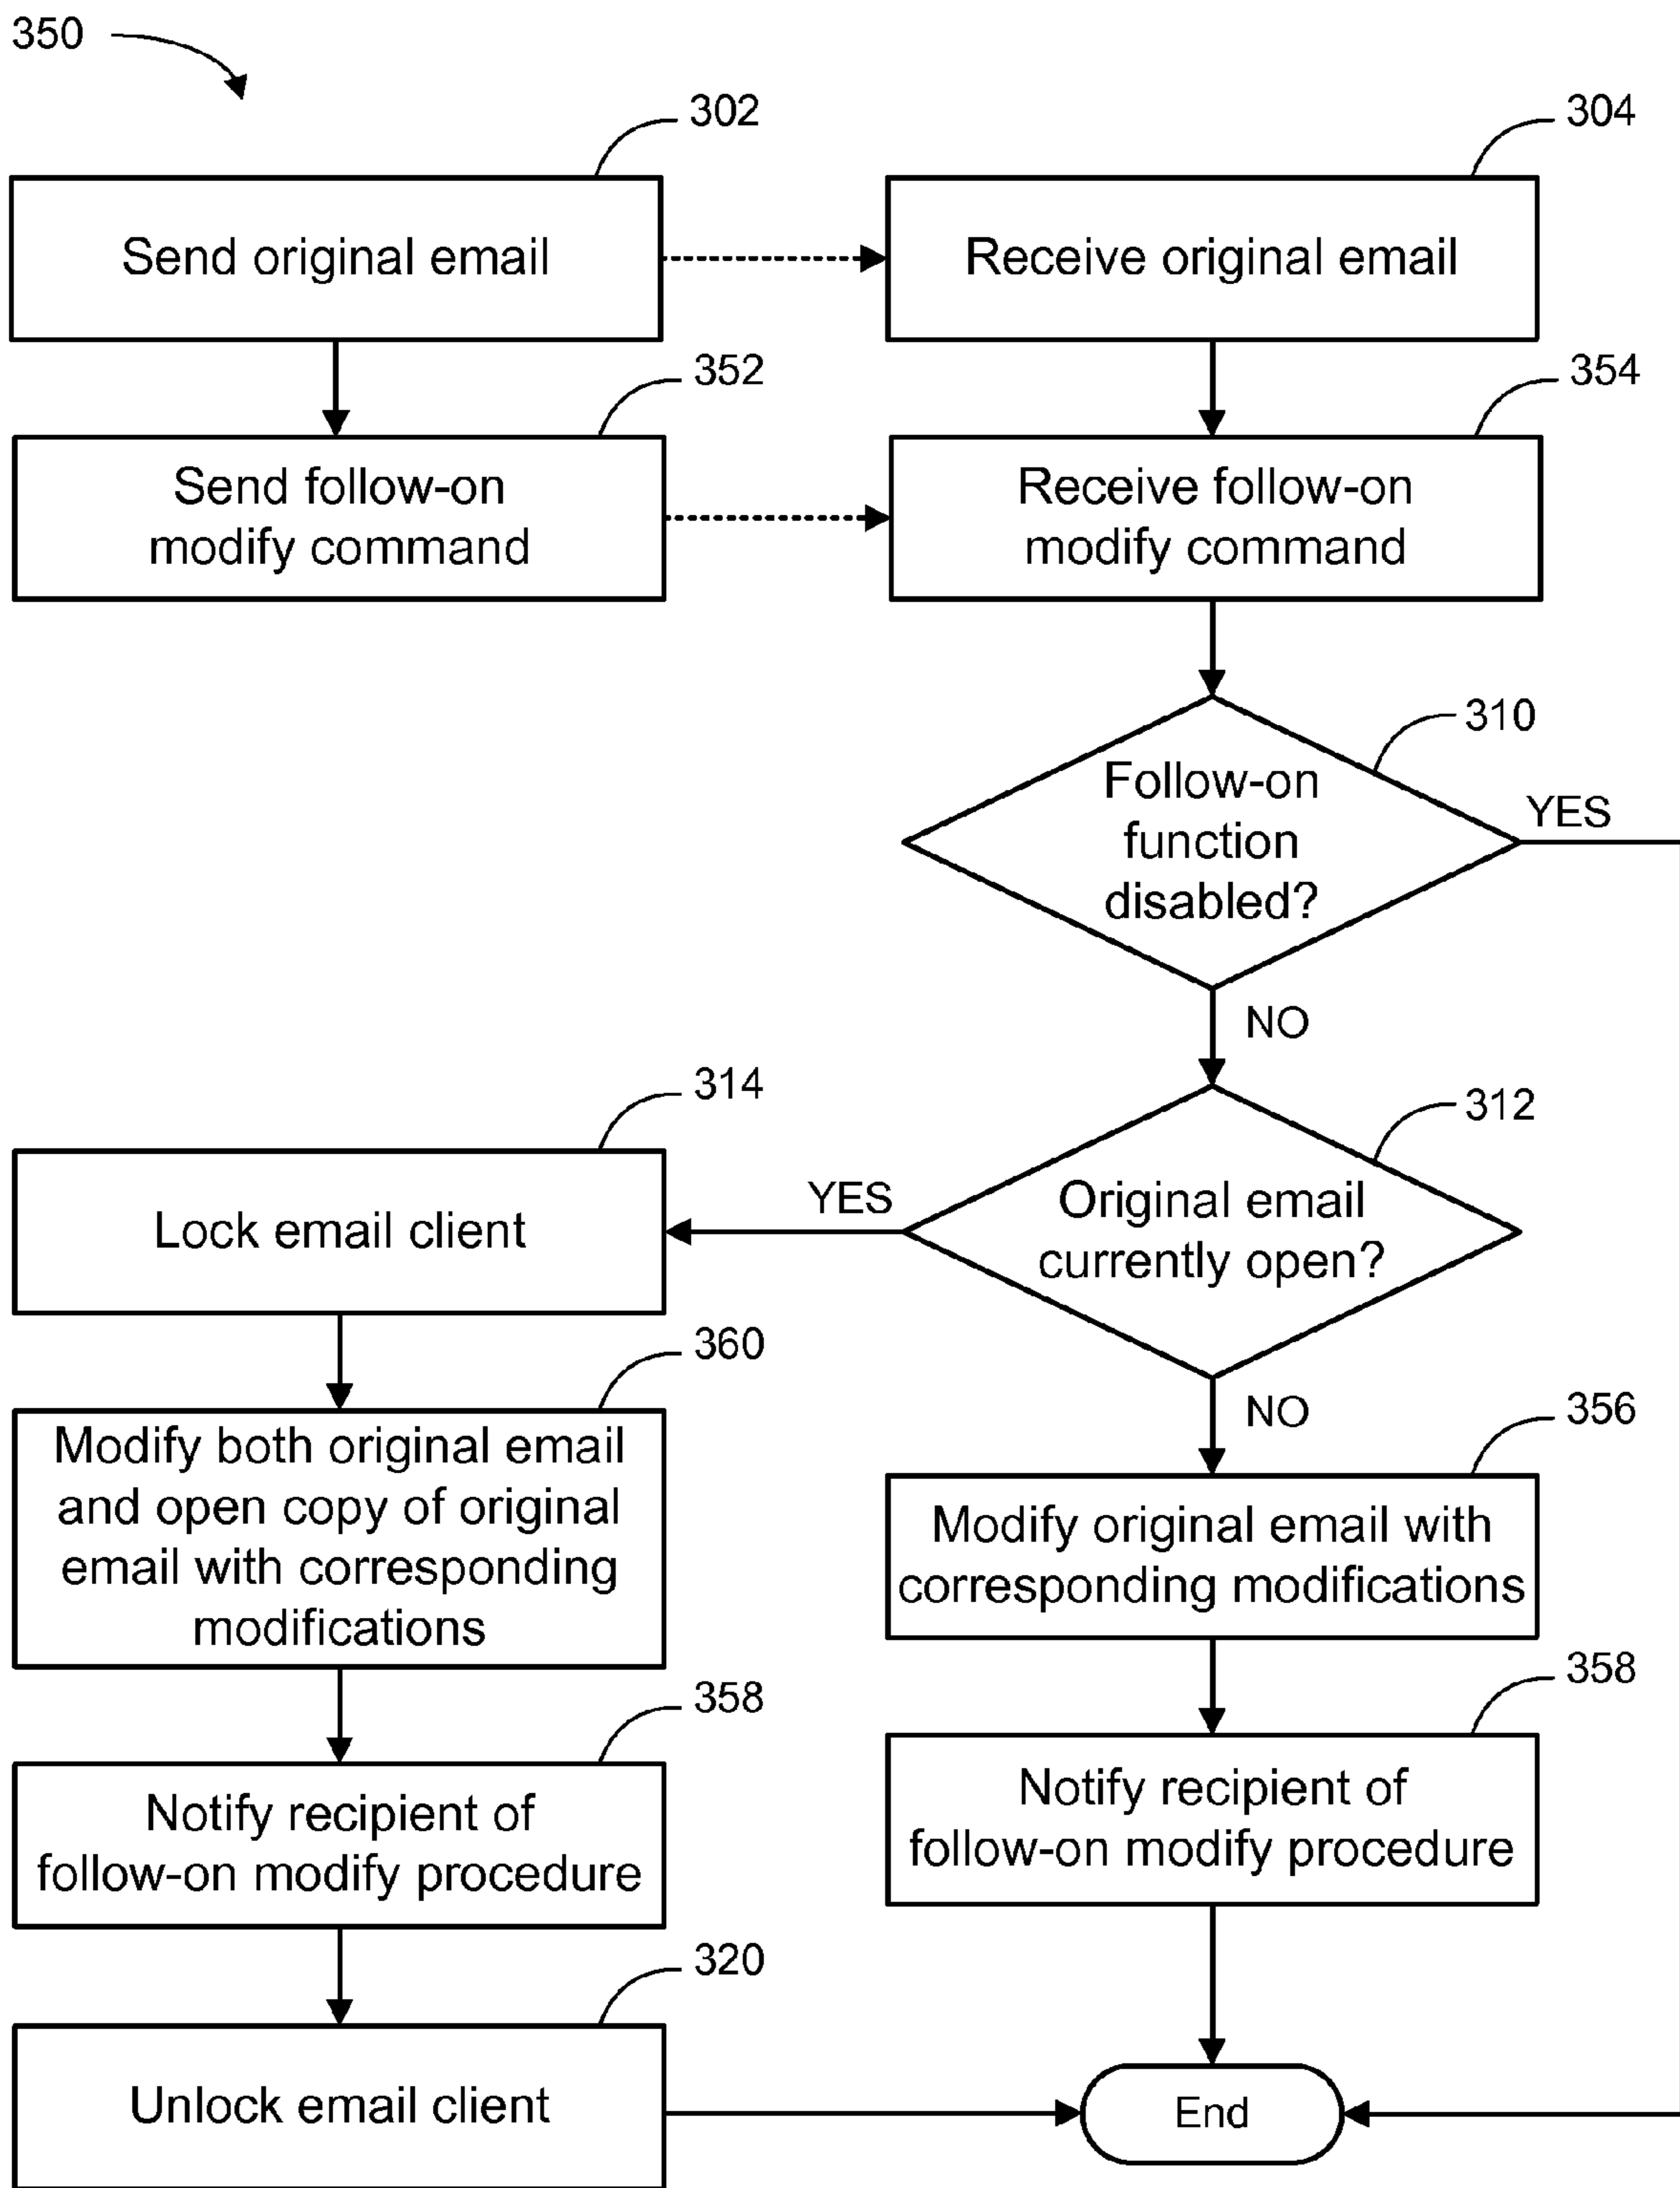 350
302
304
Send original email
Receive original email
352
354
Send follow-on
modify command
Receive follow-on
modify command
310
Follow-on
function
disabled?
YES
NO
314
312
Lock email client
YES
Original email
currently open?
360
NO
356
Modify both original email
and open copy of original
email with corresponding
modifications
Modify original email with
corresponding modifications
358
358
Notify recipient of
follow-on modify procedure
Notify recipient of
follow-on modify procedure
320
Unlock email client
End